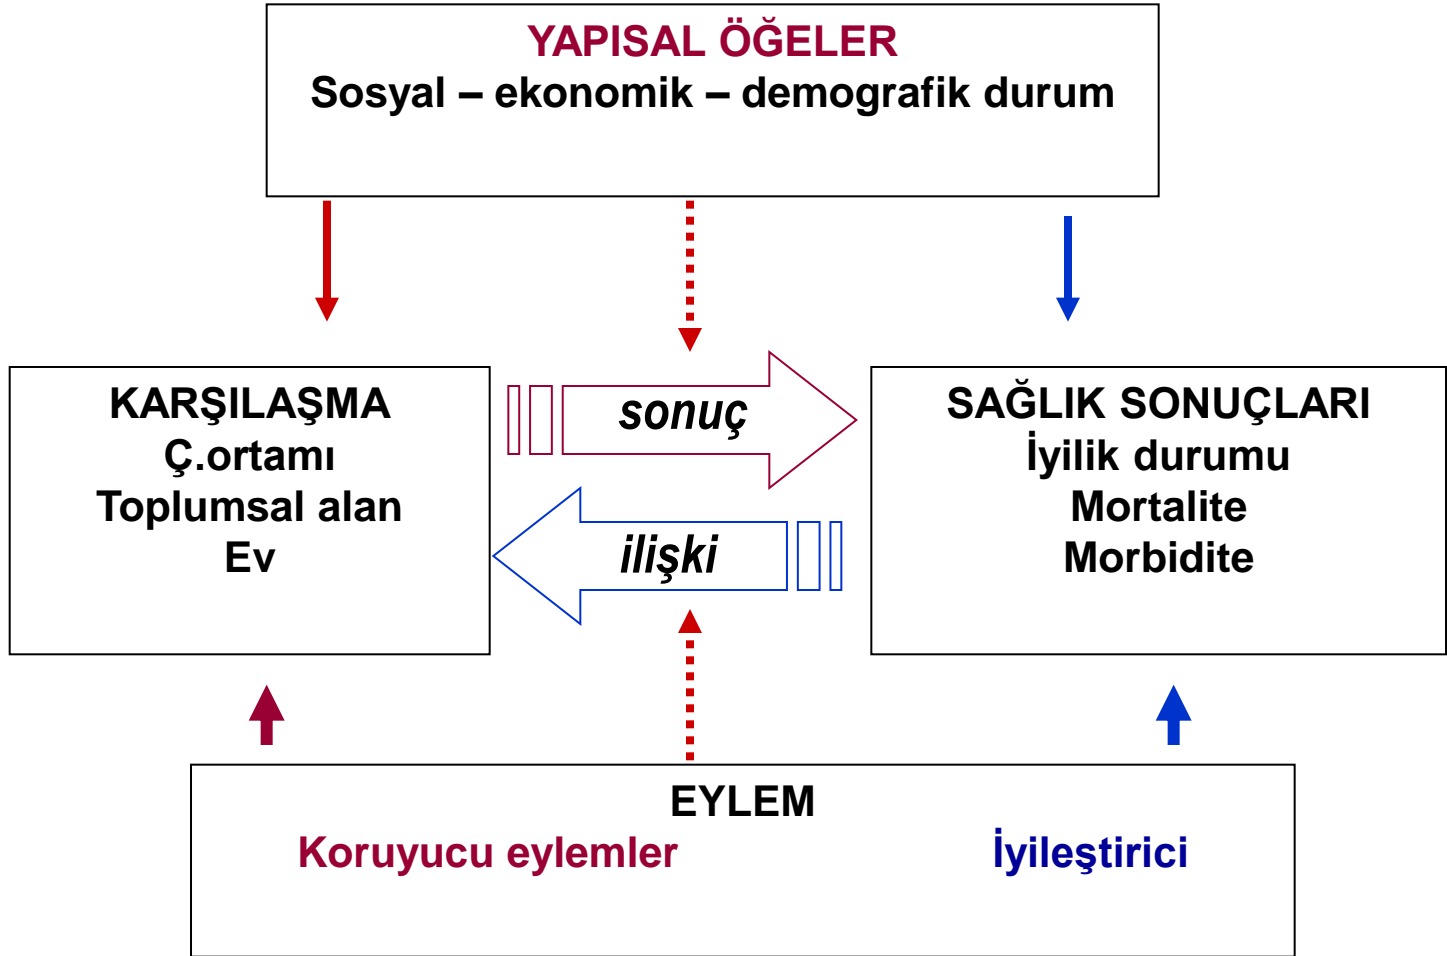 YAPISAL ÖĞELER
Sosyal – ekonomik – demografik durum
KARŞILAŞMA
Ç.ortamı
Toplumsal alan
Ev
sonuç
ilişki
SAĞLIK SONUÇLARI
İyilik durumu
Mortalite
Morbidite
EYLEM
Koruyucu eylemler İyileştirici